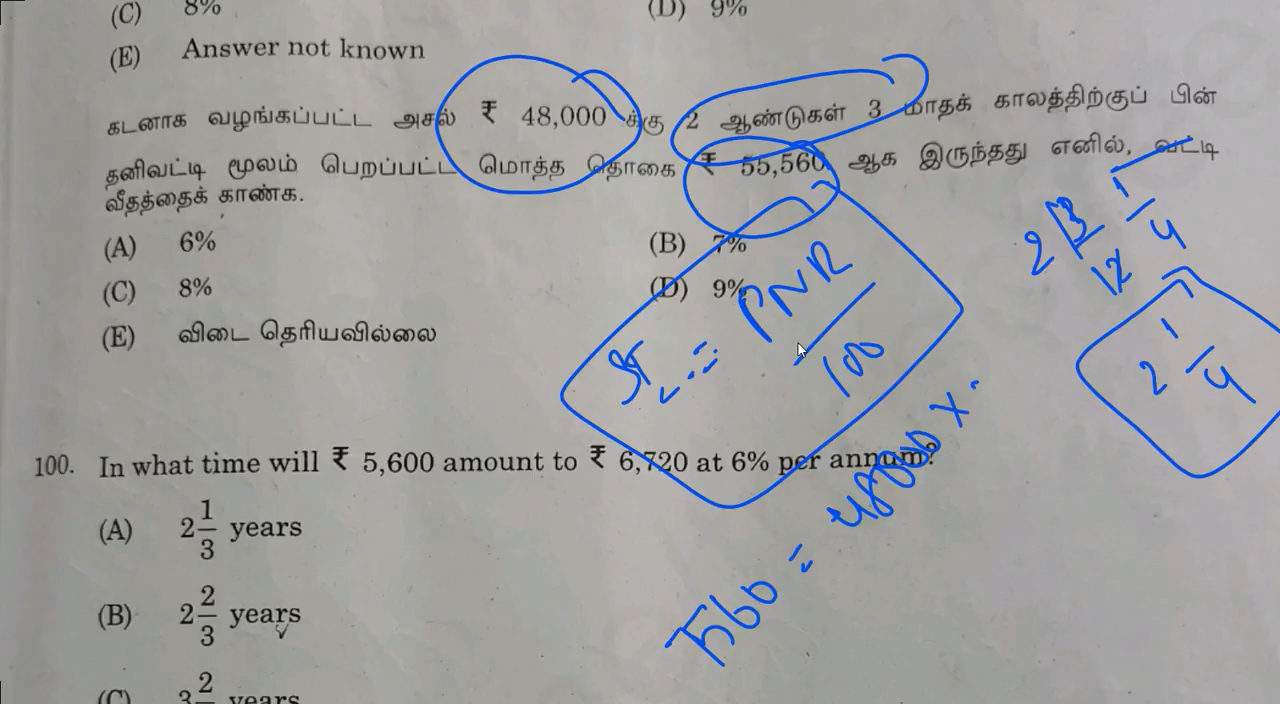 (C) 8% (D) 9%
(E) Answer not known
கடனாக வழங்கப்பட்ட அசல் ₹ 48,000 க்கு 2 ஆண்டுகள் 3 மாதக் காலத்திற்குப் பின்
தனிவட்டி மூலம் பெறப்பட்ட மொத்த தொகை ₹ 55,560 ஆக இருந்தது எனில், வட்டி
வீதத்தைக் காண்க.
(A) 6% (B) 7%
(C) 8% (D) 9%
(E) விடை தெரியவில்லை
2 3/12 1/4
2 1/4
= PNR/100
7560 = 48000 ×
100. In what time will ₹ 5,600 amount to ₹ 6,720 at 6% per annum?
(A) 2 1/3 years
(B) 2 2/3 years
(C) 3 2 years